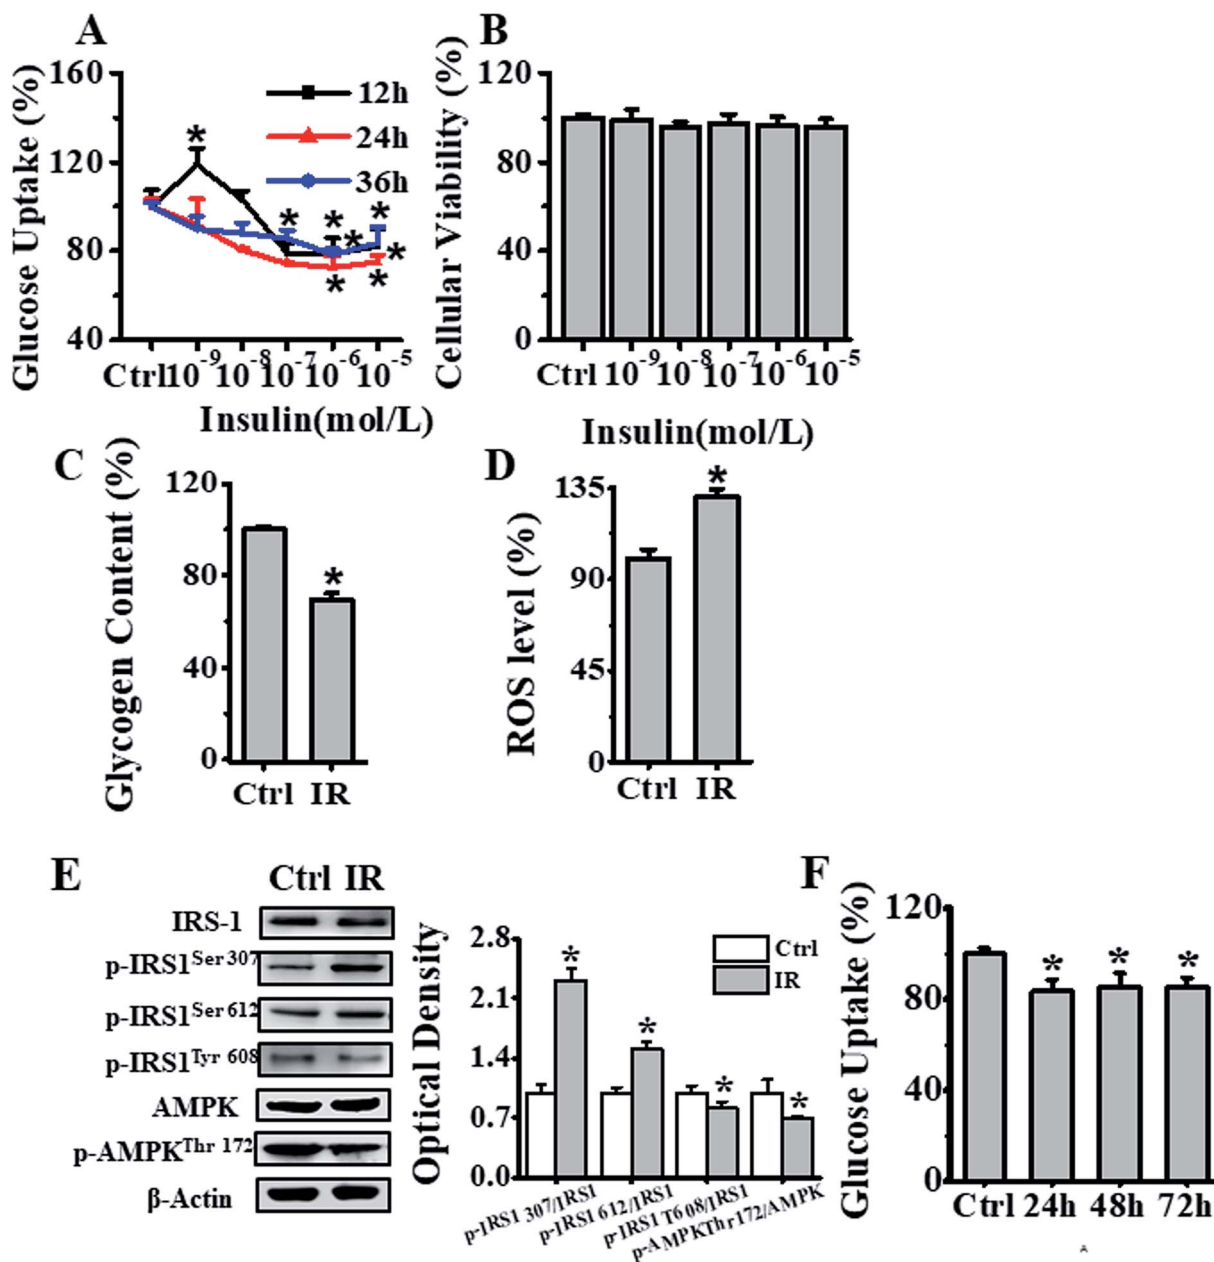 A
Glucose Uptake (%)
160
120
80
40
12h
24h
36h
*
* * *
* *
* *
Ctrl 10-9 10-8 10-7 10-6 10-5
Insulin(mol/L)
B
Cellular Viability (%)
120
80
40
0
Ctrl 10-9 10-8 10-7 10-6 10-5
Insulin(mol/L)
C
Glycogen Content (%)
120
80
40
0
*
Ctrl IR
D
ROS level (%)
135
90
45
0
*
Ctrl IR
E
Ctrl IR
IRS-1
p-IRS1Ser 307
p-IRS1Ser 612
p-IRS1Tyr 608
AMPK
p-AMPKThr 172
β-Actin
Optical Density
2.8
2.1
1.4
0.7
0.0
Ctrl
IR
* * * *
p-IRS1 307/IRS1
p-IRS1 612/IRS1
p-IRS1 T608/IRS1
p-AMPKThr172/AMPK
F
Glucose Uptake (%)
120
80
40
0
* * *
Ctrl 24h 48h 72h